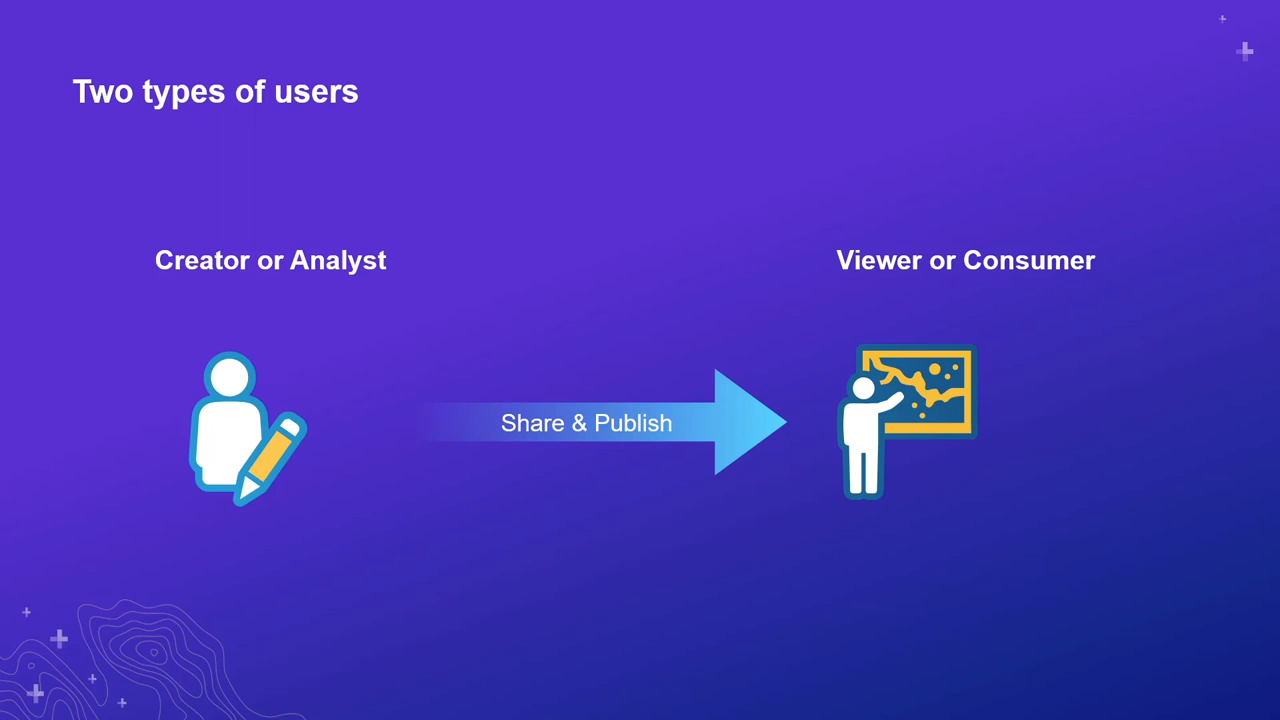 Two types of users
Creator or Analyst
Viewer or Consumer
Share & Publish